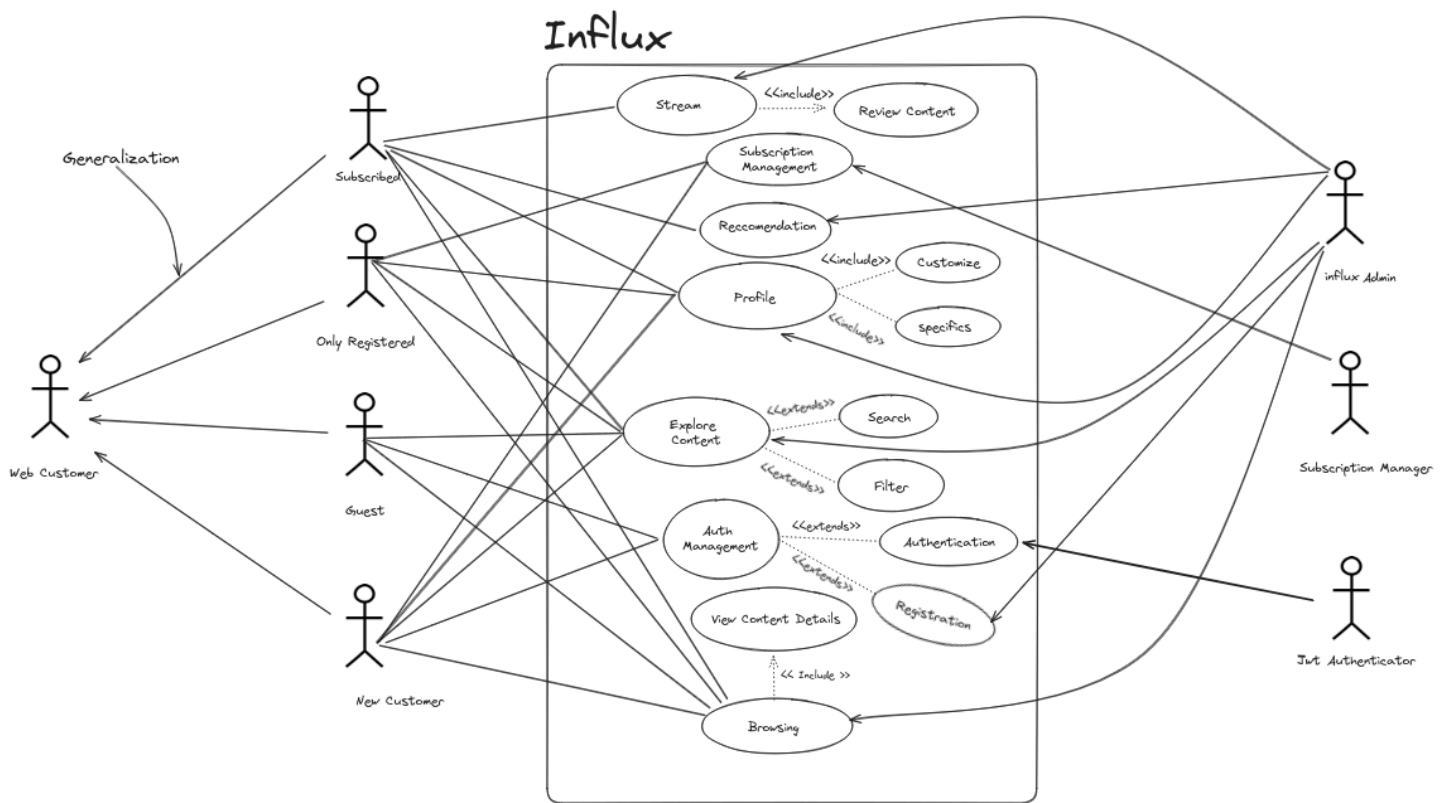 Influx
<<include>>
Stream
Review Content
Generalization
Subscription
Management
Subscribed
Reccomendation
<<include>>
Customize
influx Admin
Profile
<<include>>
specifics
Only Registered
<<extends>>
Search
Explore
Content
Web Customer
<<extends>>
Filter
Subscription Manager
Guest
<<extends>>
Auth
Management
Authentication
<<extends>>
Registration
View Content Details
Jwt Authenticator
<< Include >>
New Customer
Browsing